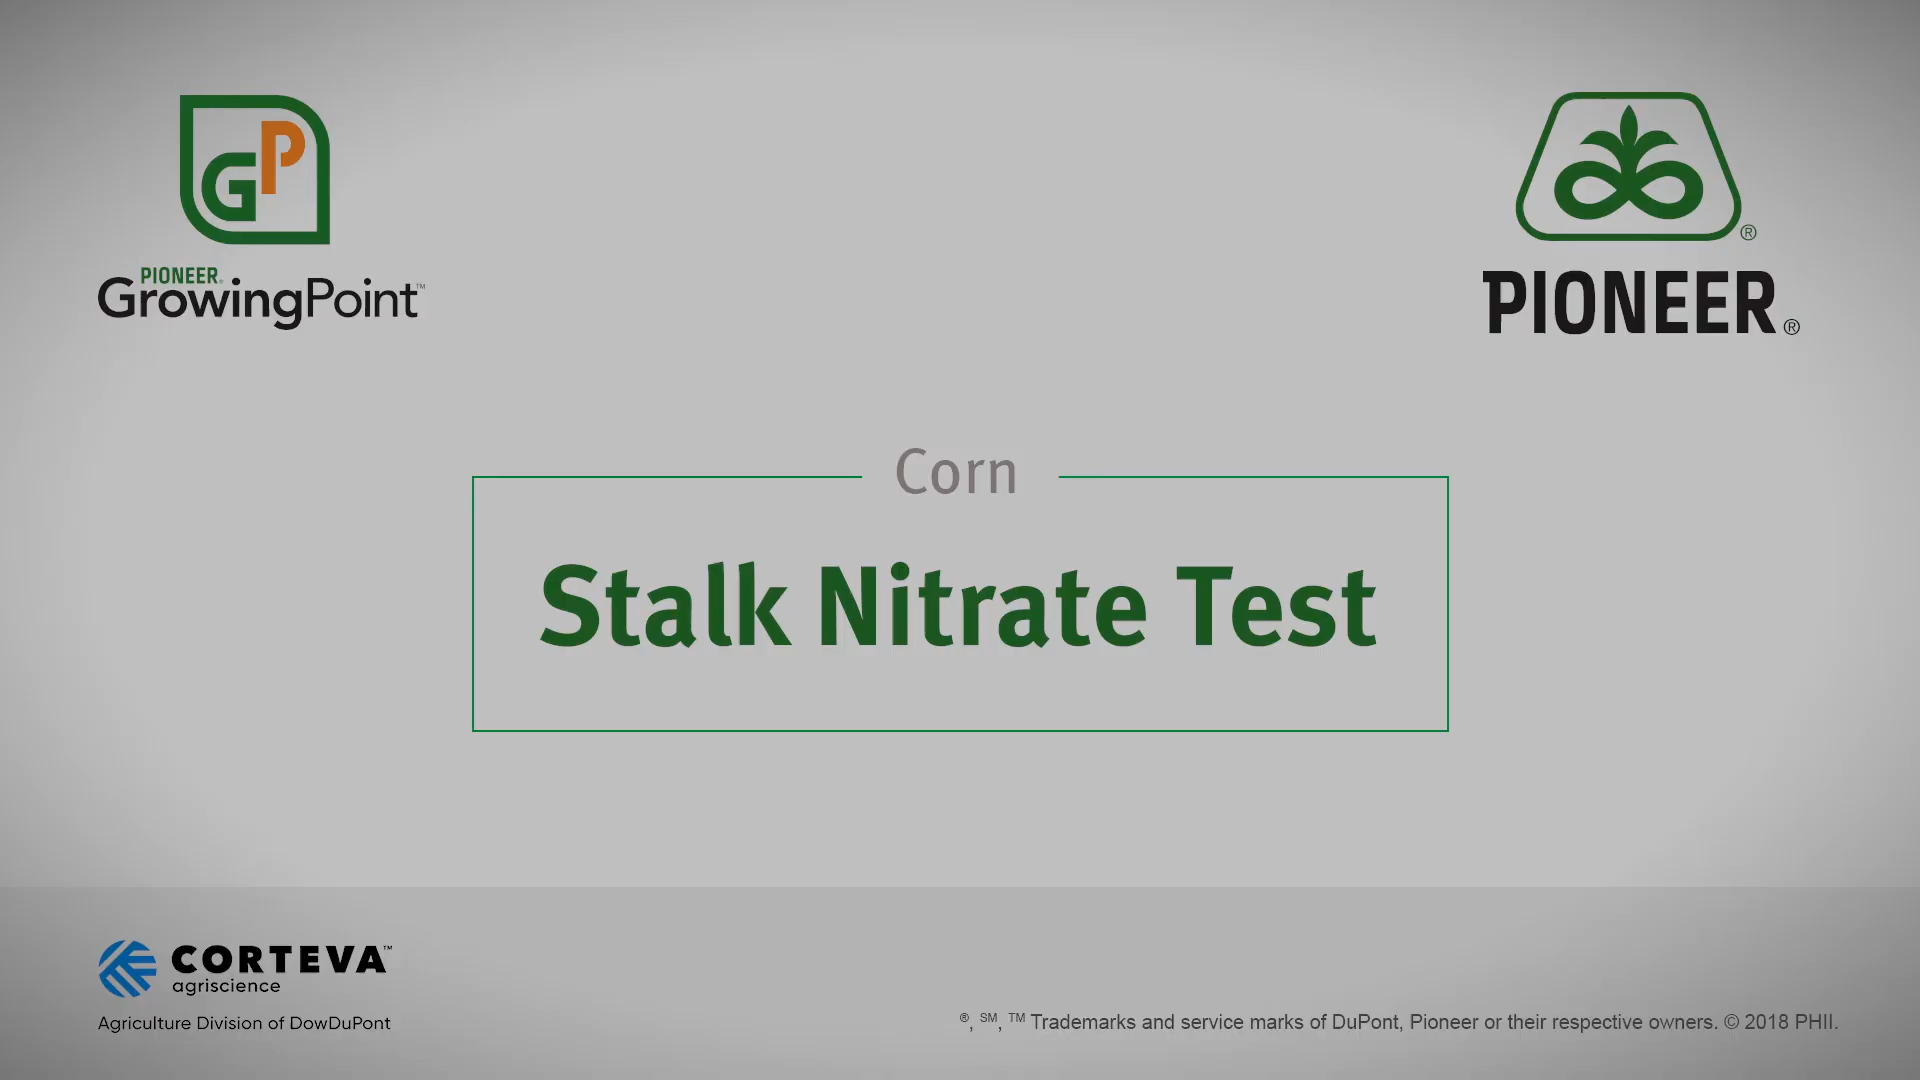 GP
PIONEER®
GrowingPoint™
®
PIONEER®
Corn
Stalk Nitrate Test
CORTEVA™
agriscience
Agriculture Division of DowDuPont
®, SM, TM Trademarks and service marks of DuPont, Pioneer or their respective owners. © 2018 PHII.